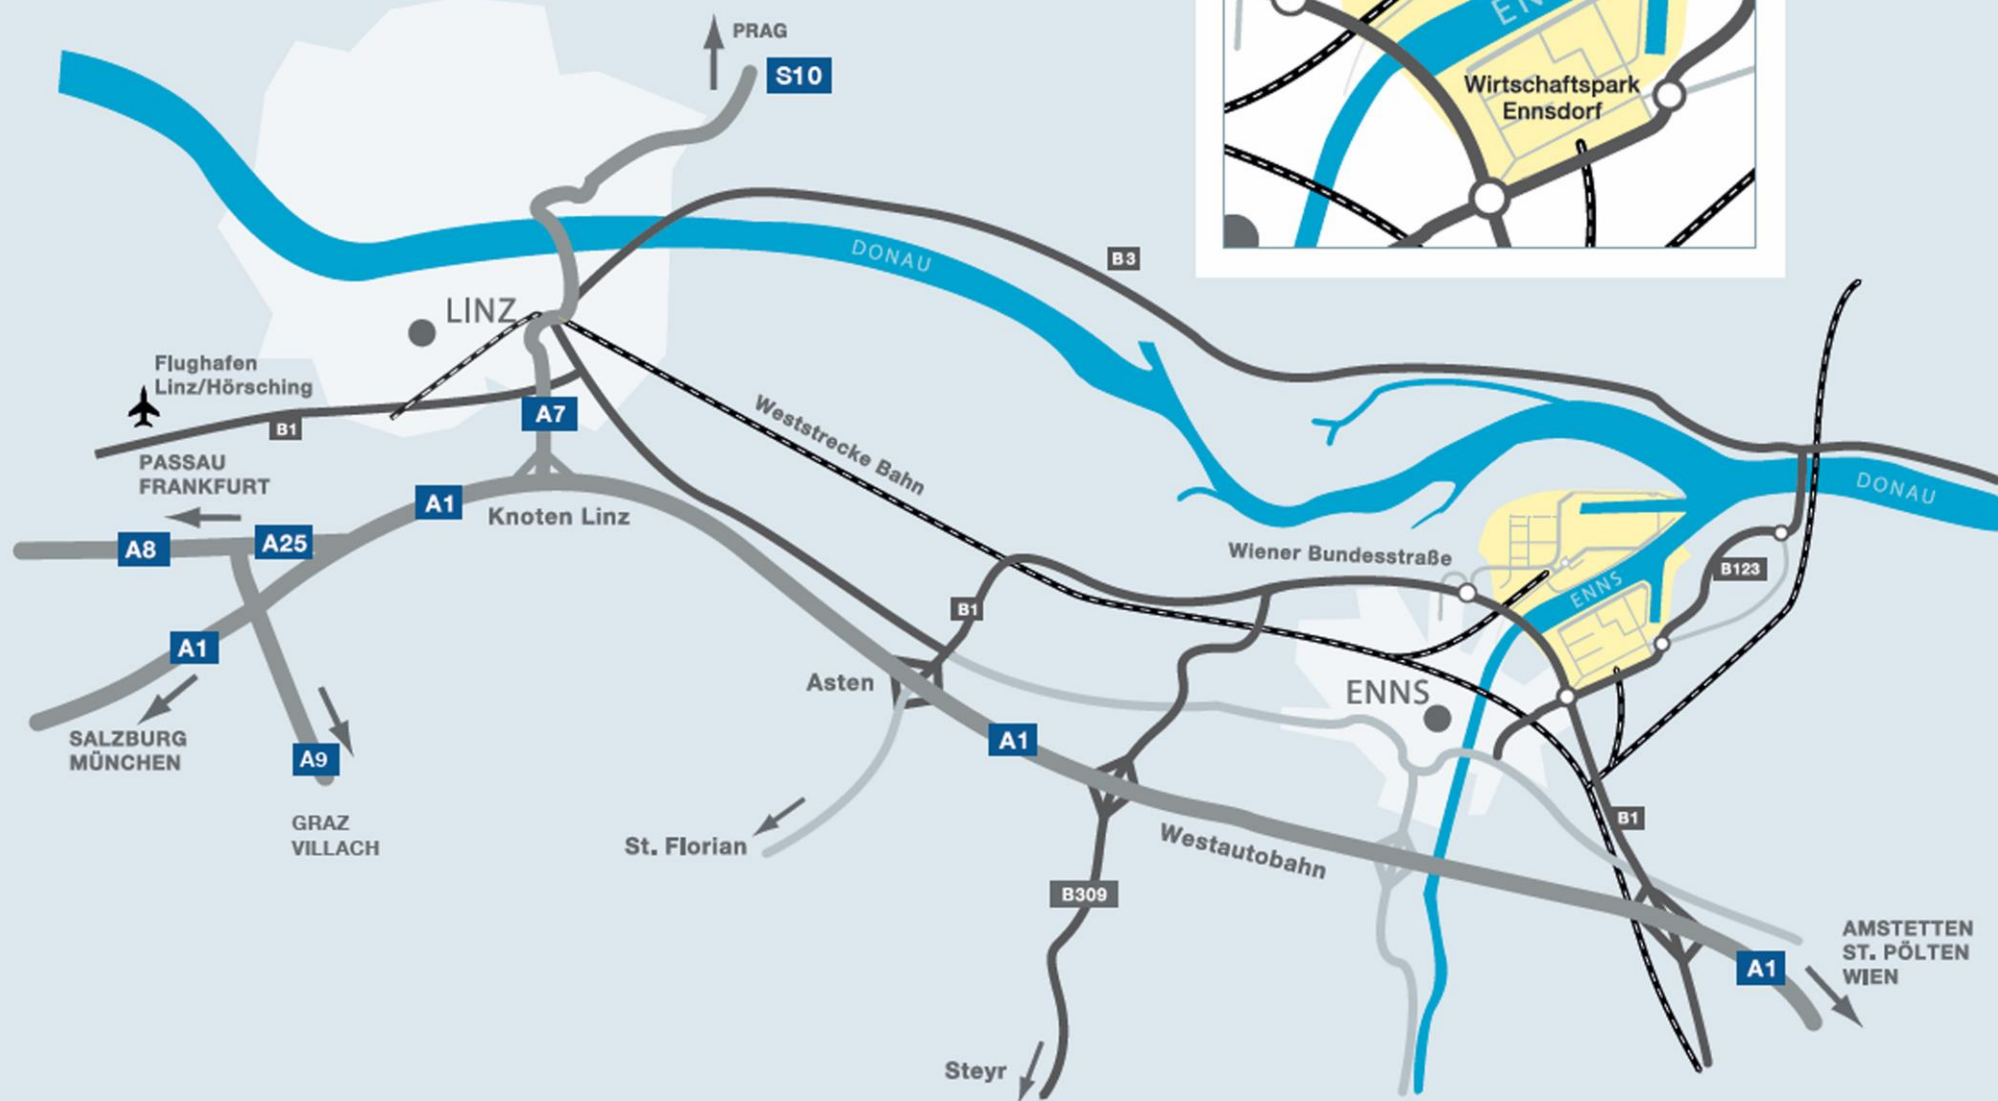 PRAG
S10
EN
Wirtschaftspark
Ennsdorf
DONAU
B3
LINZ
Flughafen
Linz/Hörsching
B1
A7
PASSAU
FRANKFURT
A1
Knoten Linz
A8
A25
Weststrecke Bahn
DONAU
Wiener Bundesstraße
ENNS
B123
B1
A1
SALZBURG
MÜNCHEN
A9
GRAZ
VILLACH
Asten
A1
ENNS
St. Florian
Westautobahn
B1
B309
AMSTETTEN
ST. PÖLTEN
WIEN
A1
Steyr